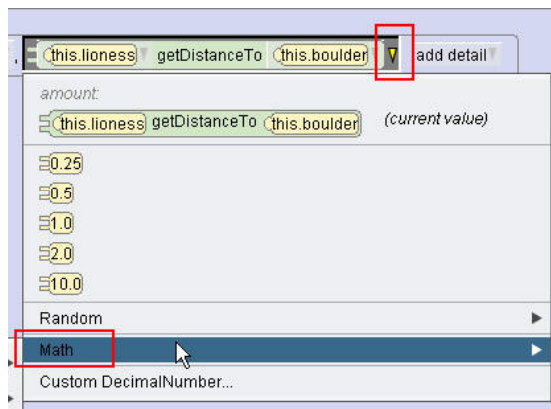 , this.lioness getDistanceTo this.boulder add detail
amount:
this.lioness getDistanceTo this.boulder (current value)
0.25
0.5
1.0
2.0
10.0
Random
Math
Custom DecimalNumber...